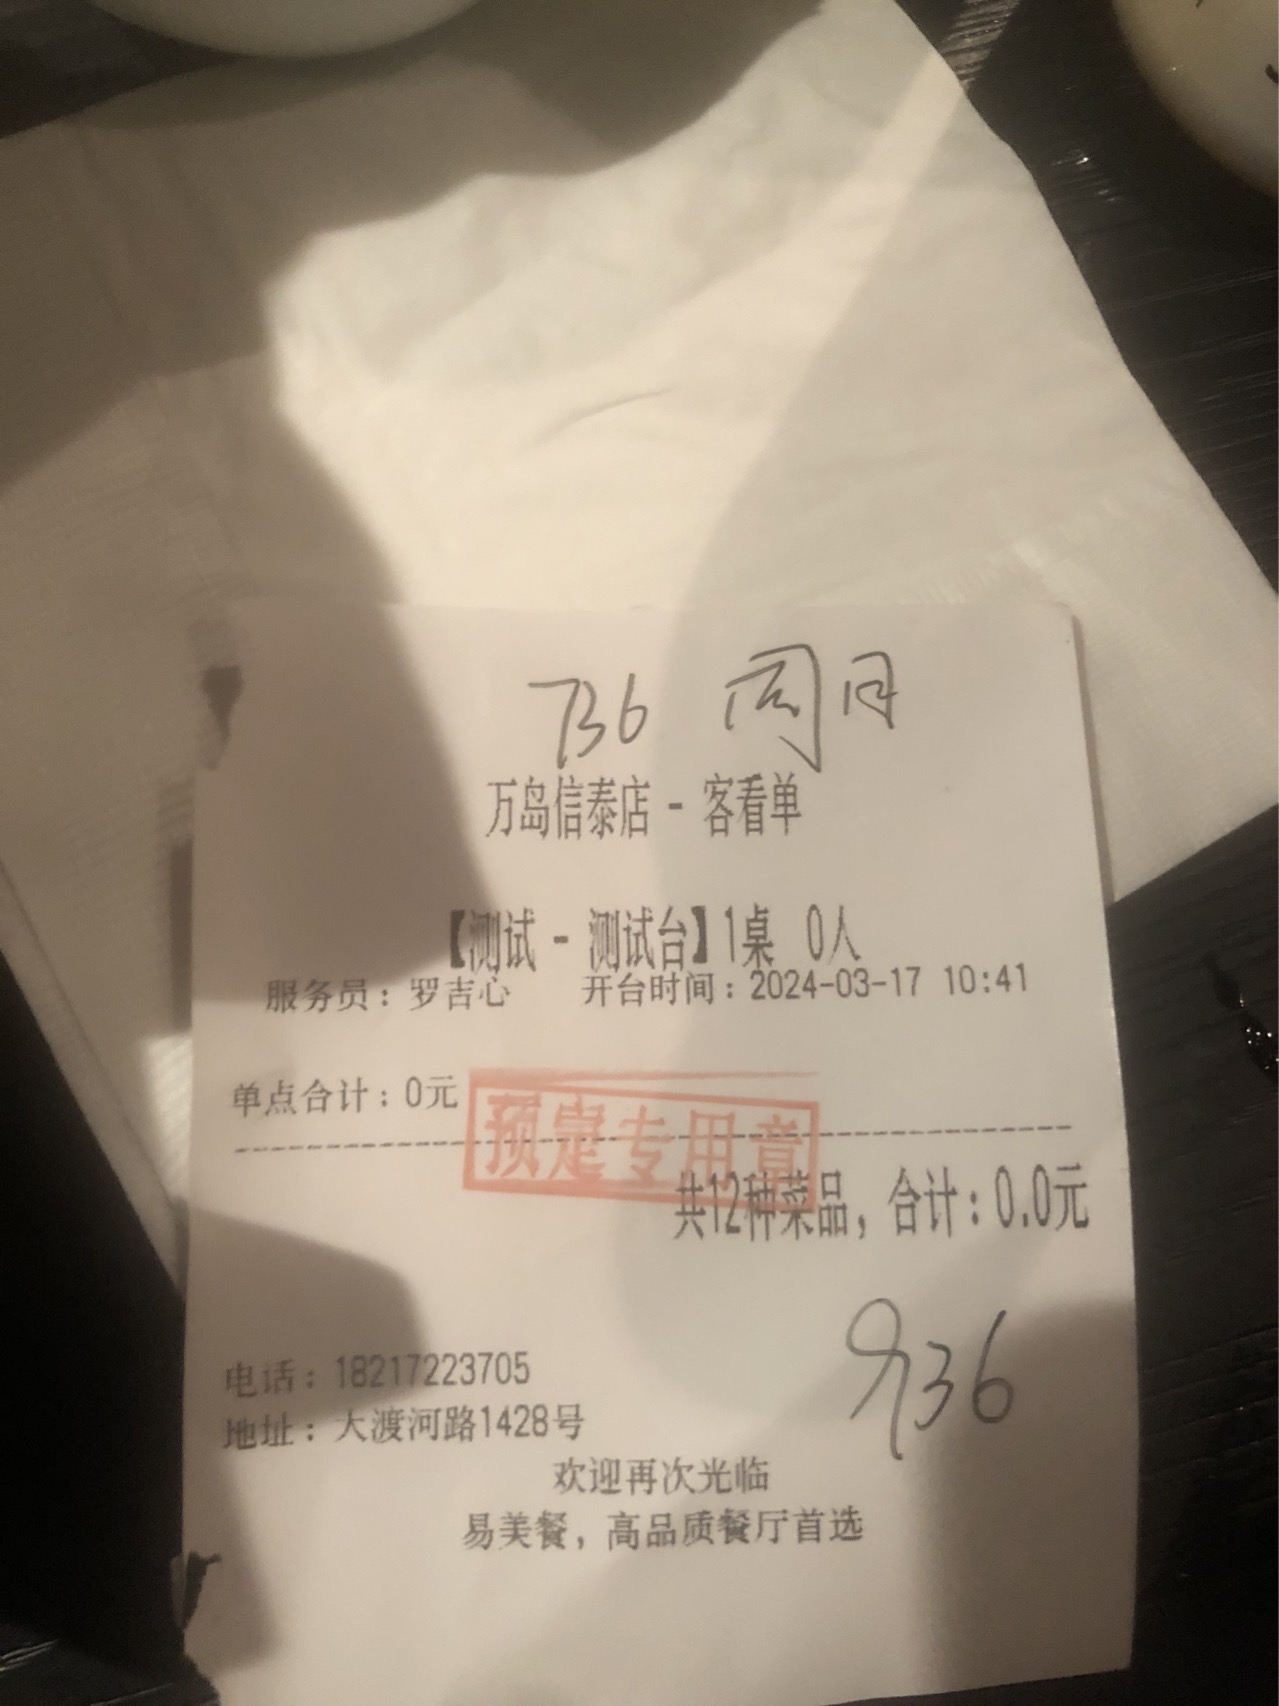 736 周月
万岛信泰店 - 客看单
【测试 - 测试台】1桌 0人
服务员：罗吉心 开台时间：2024-03-17 10:41
单点合计：0元
预定专用章
共12种菜品，合计：0.0元
936
电话：18217223705
地址：大渡河路1428号
欢迎再次光临
易美餐，高品质餐厅首选